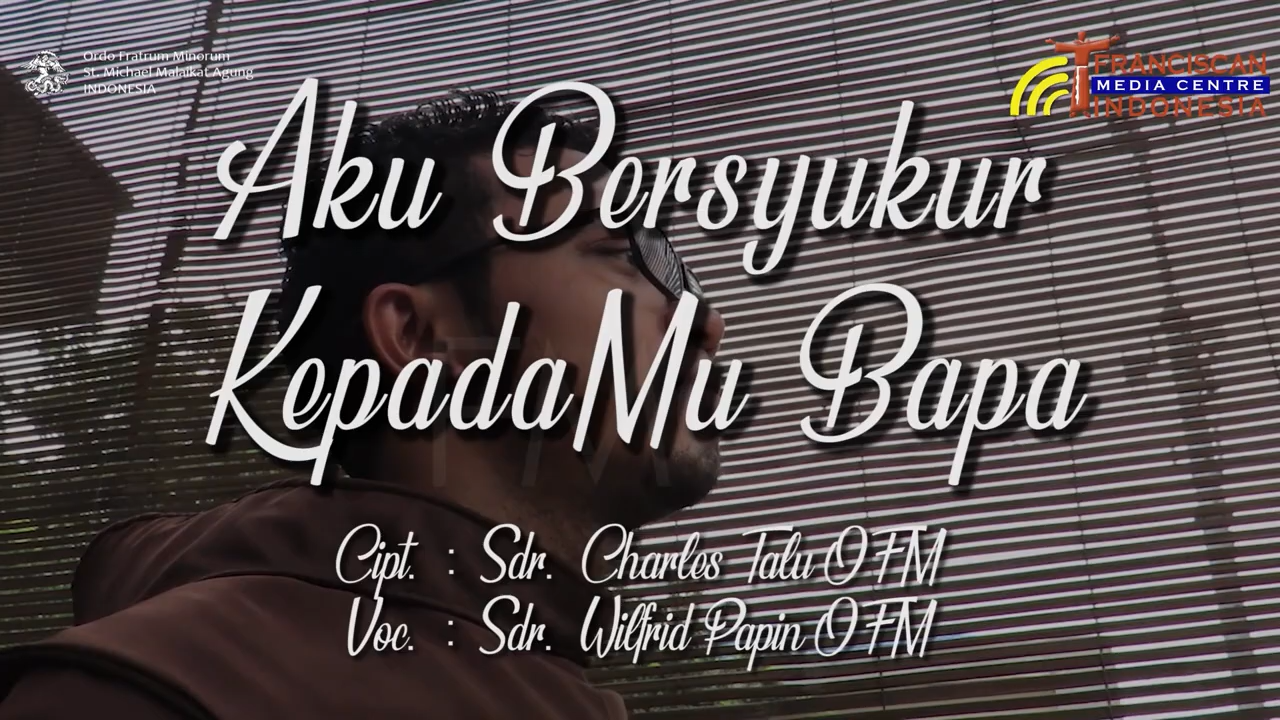 Ordo Fratrum Minorum
St. Michael Malaikat Agung
INDONESIA
FRANCISCAN
MEDIA CENTRE
INDONESIA
Aku Bersyukur
KepadaMu Bapa
Cipt. : Sdr. Charles Talu OFM
Voc. : Sdr. Wilfrid Papin OFM